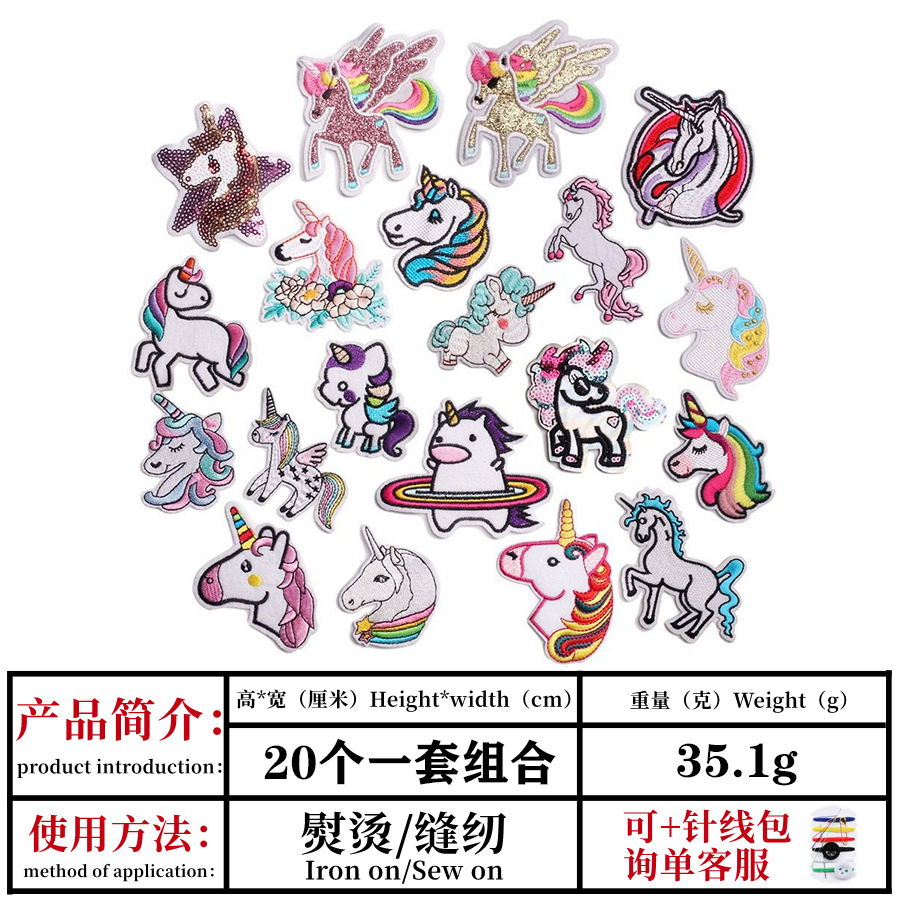 产品简介：
product introduction：
高*宽（厘米）Height*width（cm）
重量（克）Weight（g）
20个一套组合
35.1g
使用方法：
method of application：
熨烫/缝纫
Iron on/Sew on
可+针线包
询单客服